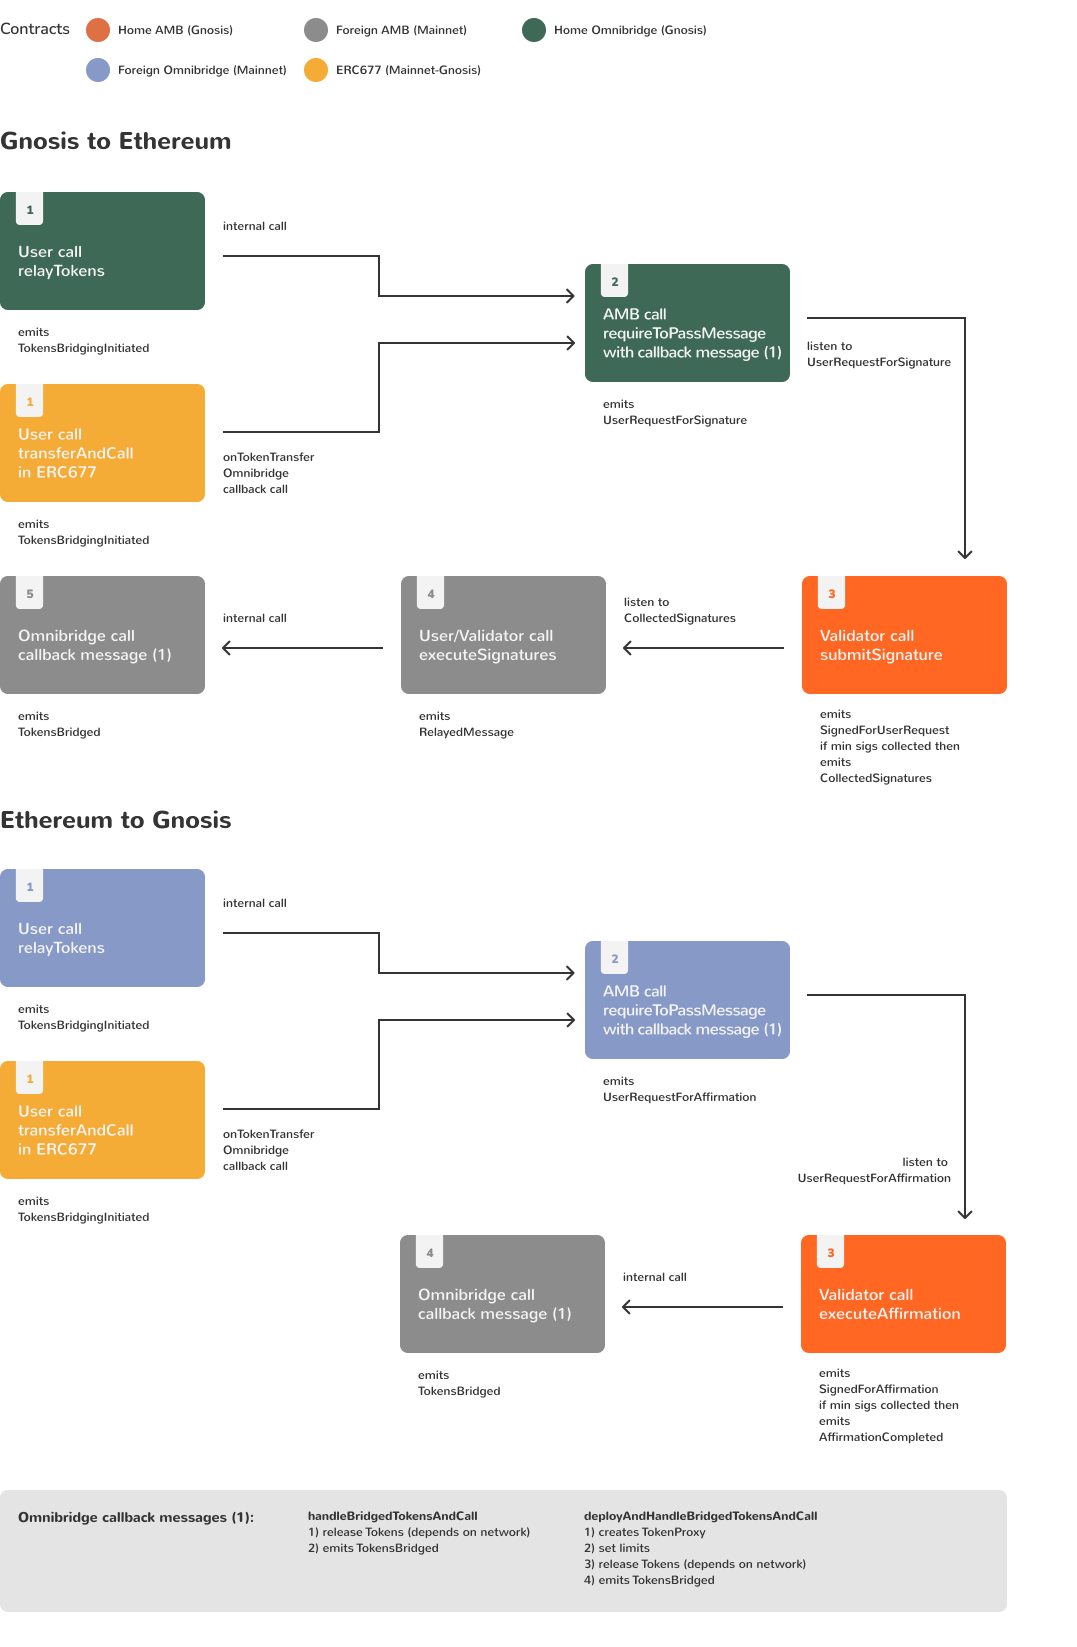 Contracts
Home AMB (Gnosis)
Foreign AMB (Mainnet)
Home Omnibridge (Gnosis)
Foreign Omnibridge (Mainnet)
ERC677 (Mainnet-Gnosis)
Gnosis to Ethereum
1
User call
relayTokens
emits
TokensBridgingInitiated
internal call
1
User call
transferAndCall
in ERC677
emits
TokensBridgingInitiated
onTokenTransfer
Omnibridge
callback call
2
AMB call
requireToPassMessage
with callback message (1)
emits
UserRequestForSignature
listen to
UserRequestForSignature
3
Validator call
submitSignature
emits
SignedForUserRequest
if min sigs collected then
emits
CollectedSignatures
listen to
CollectedSignatures
4
User/Validator call
executeSignatures
emits
RelayedMessage
internal call
5
Omnibridge call
callback message (1)
emits
TokensBridged
Ethereum to Gnosis
1
User call
relayTokens
emits
TokensBridgingInitiated
internal call
1
User call
transferAndCall
in ERC677
emits
TokensBridgingInitiated
onTokenTransfer
Omnibridge
callback call
2
AMB call
requireToPassMessage
with callback message (1)
emits
UserRequestForAffirmation
listen to
UserRequestForAffirmation
3
Validator call
executeAffirmation
emits
SignedForAffirmation
if min sigs collected then
emits
AffirmationCompleted
internal call
4
Omnibridge call
callback message (1)
emits
TokensBridged
Omnibridge callback messages (1):
handleBridgedTokensAndCall
1) release Tokens (depends on network)
2) emits TokensBridged
deployAndHandleBridgedTokensAndCall
1) creates TokenProxy
2) set limits
3) release Tokens (depends on network)
4) emits TokensBridged